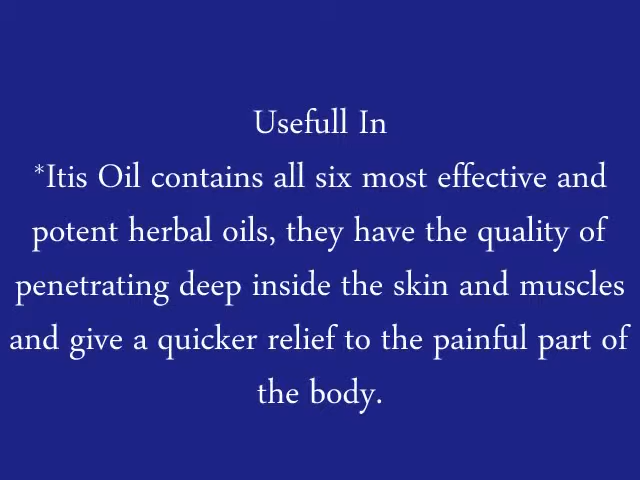 Usefull In
*Itis Oil contains all six most effective and
potent herbal oils, they have the quality of
penetrating deep inside the skin and muscles
and give a quicker relief to the painful part of
the body.